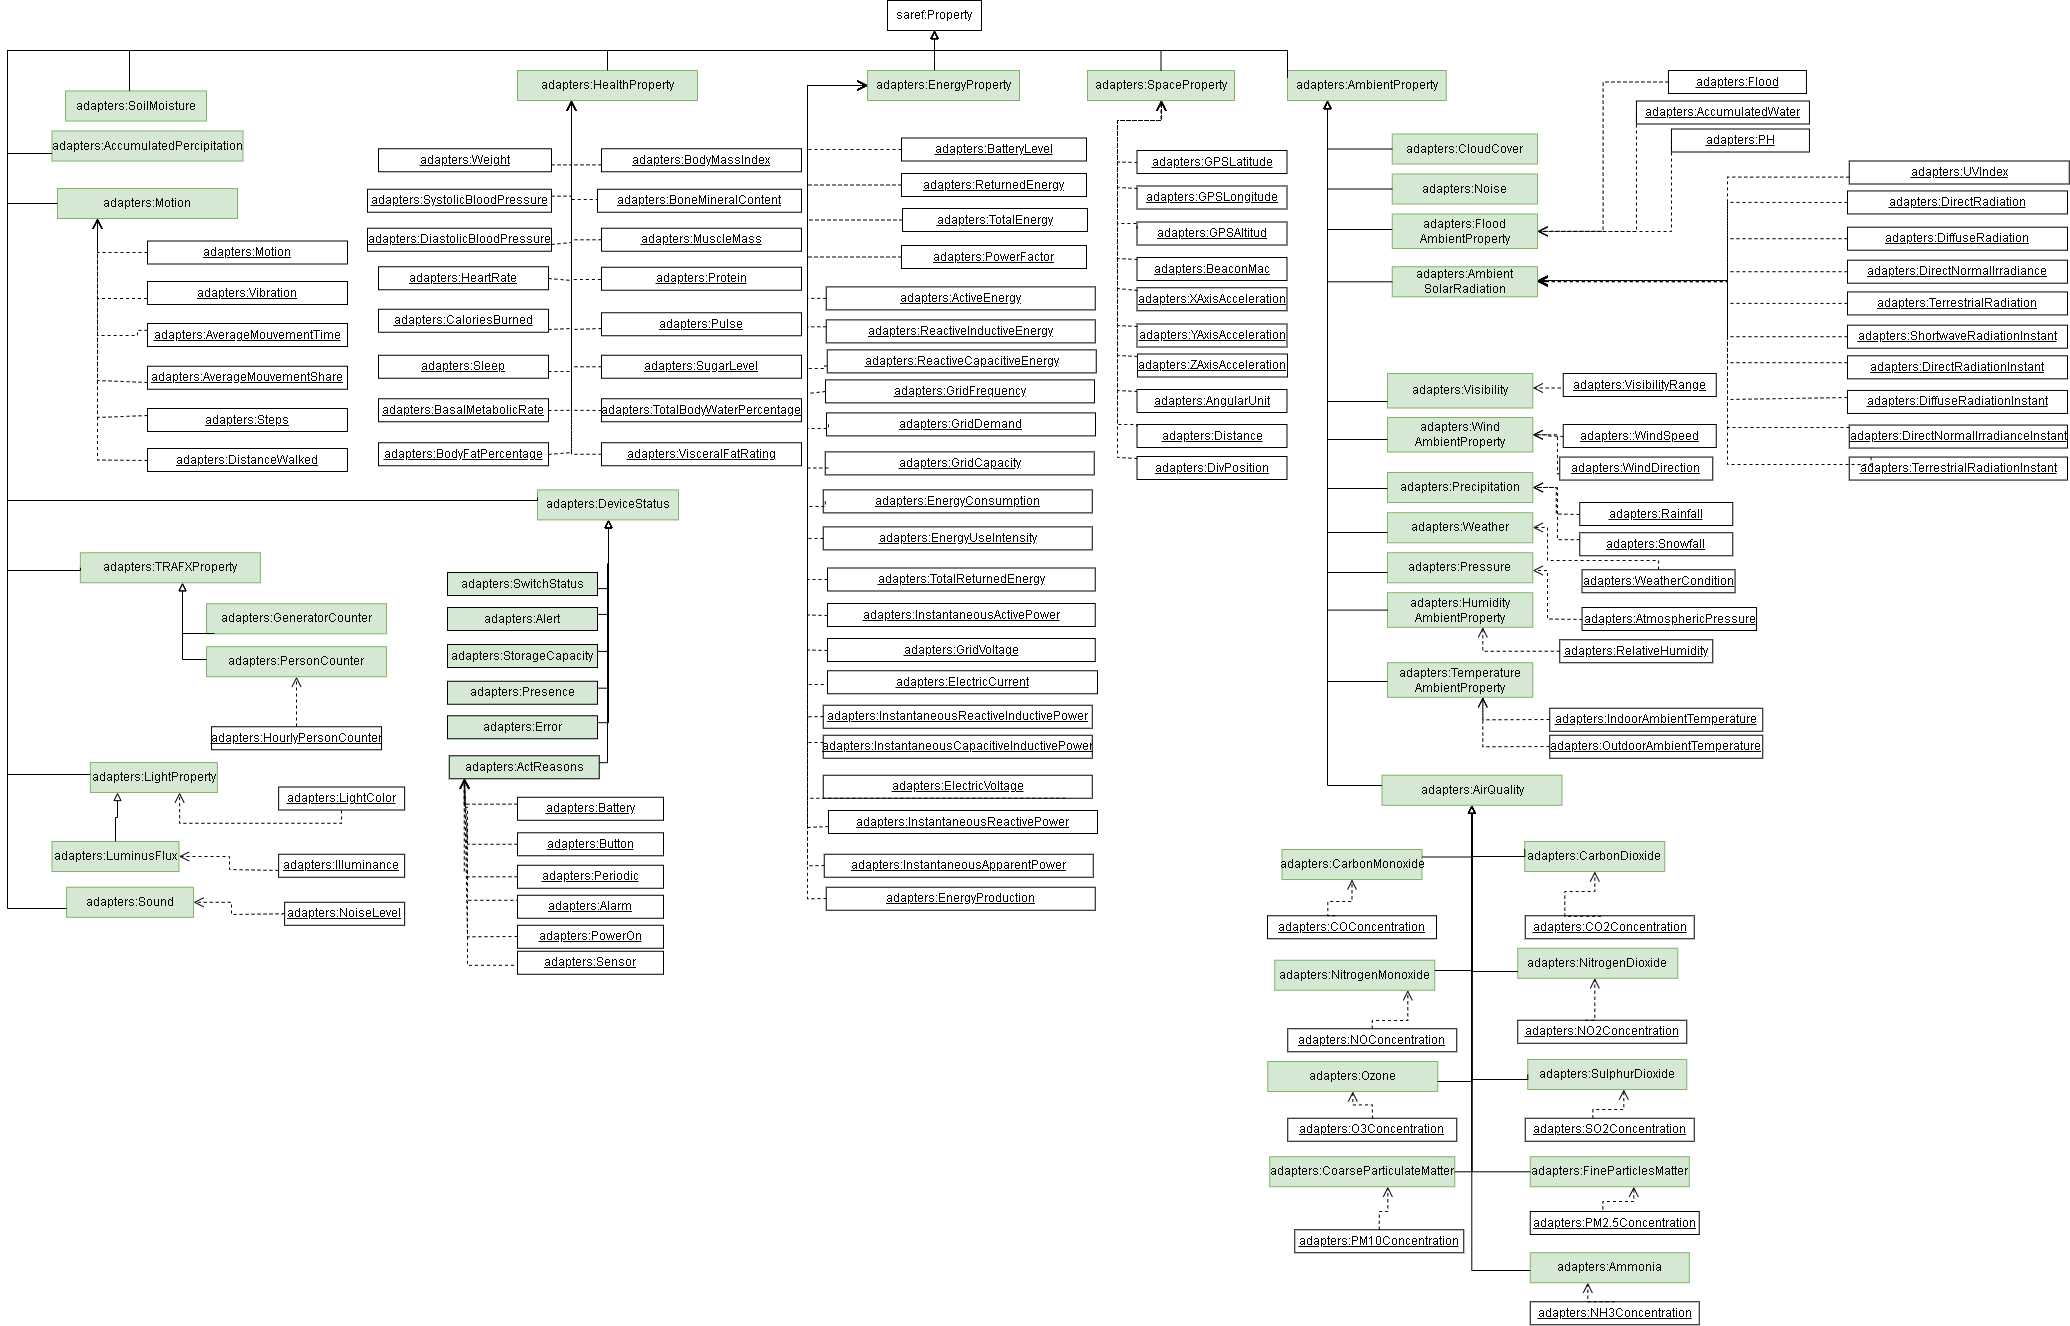 saref:Property
adapters:SoilMoisture
adapters:AccumulatedPercipitation
adapters:Motion
adapters:Motion
adapters:Vibration
adapters:AverageMouvementTime
adapters:AverageMouvementShare
adapters:Steps
adapters:DistanceWalked
adapters:HealthProperty
adapters:Weight
adapters:BodyMassIndex
adapters:SystolicBloodPressure
adapters:BoneMineralContent
adapters:DiastolicBloodPressure
adapters:MuscleMass
adapters:HeartRate
adapters:Protein
adapters:CaloriesBurned
adapters:Pulse
adapters:Sleep
adapters:SugarLevel
adapters:BasalMetabolicRate
adapters:TotalBodyWaterPercentage
adapters:BodyFatPercentage
adapters:VisceralFatRating
adapters:DeviceStatus
adapters:SwitchStatus
adapters:Alert
adapters:StorageCapacity
adapters:Presence
adapters:Error
adapters:ActReasons
adapters:Battery
adapters:Button
adapters:Periodic
adapters:Alarm
adapters:PowerOn
adapters:Sensor
adapters:TRAFXProperty
adapters:GeneratorCounter
adapters:PersonCounter
adapters:HourlyPersonCounter
adapters:LightProperty
adapters:LightColor
adapters:LuminusFlux
adapters:Illuminance
adapters:Sound
adapters:NoiseLevel
adapters:EnergyProperty
adapters:BatteryLevel
adapters:ReturnedEnergy
adapters:TotalEnergy
adapters:PowerFactor
adapters:ActiveEnergy
adapters:ReactiveInductiveEnergy
adapters:ReactiveCapacitiveEnergy
adapters:GridFrequency
adapters:GridDemand
adapters:GridCapacity
adapters:EnergyConsumption
adapters:EnergyUseIntensity
adapters:TotalReturnedEnergy
adapters:InstantaneousActivePower
adapters:GridVoltage
adapters:ElectricCurrent
adapters:InstantaneousReactiveInductivePower
adapters:InstantaneousCapacitiveInductivePower
adapters:ElectricVoltage
adapters:InstantaneousReactivePower
adapters:InstantaneousApparentPower
adapters:EnergyProduction
adapters:SpaceProperty
adapters:GPSLatitude
adapters:GPSLongitude
adapters:GPSAltitud
adapters:BeaconMac
adapters:XAxisAcceleration
adapters:YAxisAcceleration
adapters:ZAxisAcceleration
adapters:AngularUnit
adapters:Distance
adapters:DivPosition
adapters:AmbientProperty
adapters:CloudCover
adapters:Noise
adapters:Flood
AmbientProperty
adapters:Flood
adapters:AccumulatedWater
adapters:PH
adapters:Ambient
SolarRadiation
adapters:UVIndex
adapters:DirectRadiation
adapters:DiffuseRadiation
adapters:DirectNormalIrradiance
adapters:TerrestrialRadiation
adapters:ShortwaveRadiationInstant
adapters:DirectRadiationInstant
adapters:DiffuseRadiationInstant
adapters:DirectNormalIrradianceInstant
adapters:TerrestrialRadiationInstant
adapters:Visibility
adapters:VisibilityRange
adapters:Wind
AmbientProperty
adapters::WindSpeed
adapters:WindDirection
adapters:Precipitation
adapters:Rainfall
adapters:Snowfall
adapters:Weather
adapters:WeatherCondition
adapters:Pressure
adapters:AtmosphericPressure
adapters:Humidity
AmbientProperty
adapters:RelativeHumidity
adapters:Temperature
AmbientProperty
adapters:IndoorAmbientTemperature
adapters:OutdoorAmbientTemperature
adapters:AirQuality
adapters:CarbonMonoxide
adapters:CarbonDioxide
adapters:COConcentration
adapters:CO2Concentration
adapters:NitrogenMonoxide
adapters:NitrogenDioxide
adapters:NOConcentration
adapters:NO2Concentration
adapters:Ozone
adapters:SulphurDioxide
adapters:O3Concentration
adapters:SO2Concentration
adapters:CoarseParticulateMatter
adapters:FineParticlesMatter
adapters:PM10Concentration
adapters:PM2.5Concentration
adapters:Ammonia
adapters:NH3Concentration